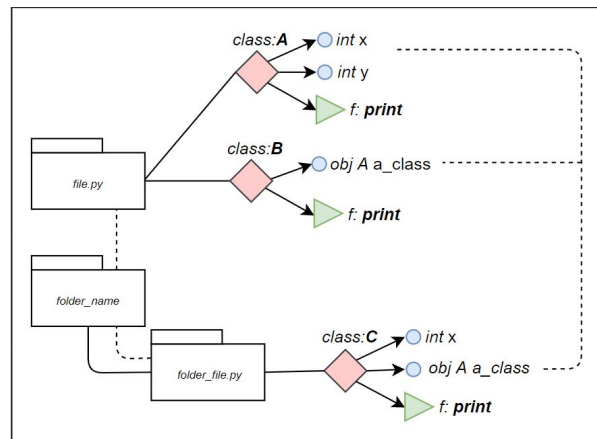 class:A
int x
int y
f: print
file.py
class:B
obj A a_class
f: print
folder_name
folder_file.py
class:C
int x
obj A a_class
f: print